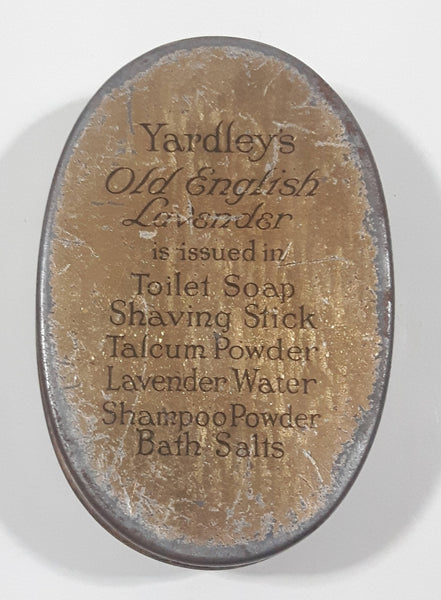 Yardley's
Old English
Lavender
is issued in
Toilet Soap
Shaving Stick
Talcum Powder
Lavender Water
Shampoo Powder
Bath Salts